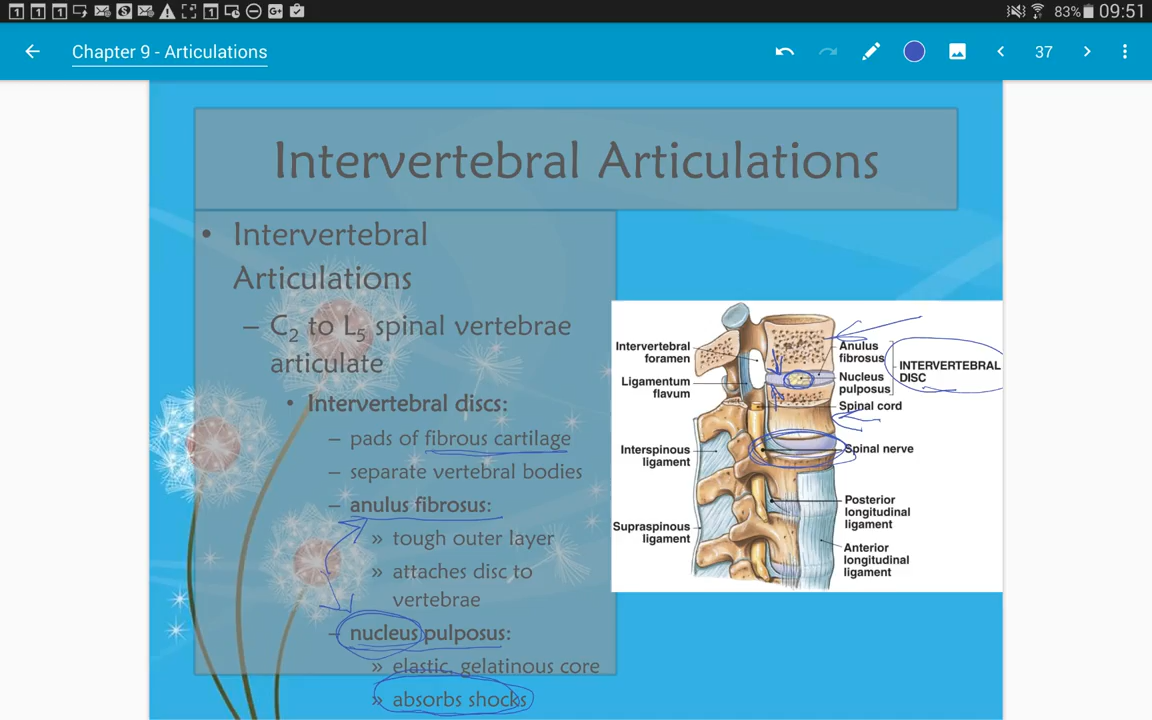 83% 09:51
Chapter 9 - Articulations
37
Intervertebral Articulations
• Intervertebral
Articulations
– C2 to L5 spinal vertebrae
articulate
• Intervertebral discs:
– pads of fibrous cartilage
– separate vertebral bodies
– anulus fibrosus:
» tough outer layer
» attaches disc to
vertebrae
– nucleus pulposus:
» elastic, gelatinous core
» absorbs shocks
Intervertebral
foramen
Ligamentum
flavum
Interspinous
ligament
Supraspinous
ligament
Anulus
fibrosus
Nucleus
pulposus
INTERVERTEBRAL
DISC
Spinal cord
Spinal nerve
Posterior
longitudinal
ligament
Anterior
longitudinal
ligament